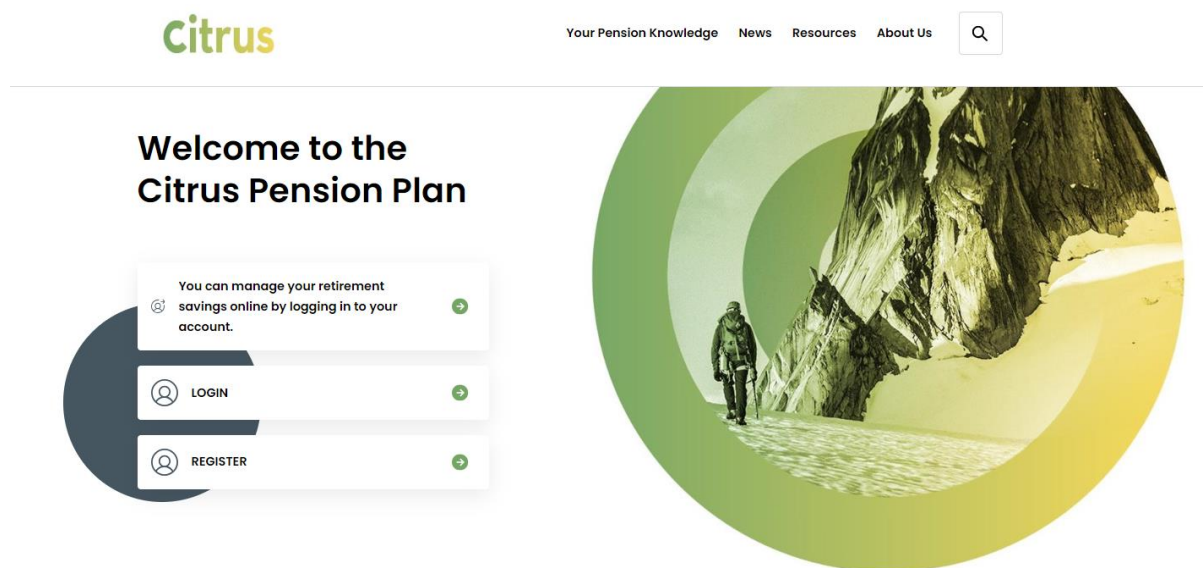 Citrus
Your Pension Knowledge News Resources About Us
Welcome to the
Citrus Pension Plan
You can manage your retirement
savings online by logging in to your
account.
LOGIN
REGISTER